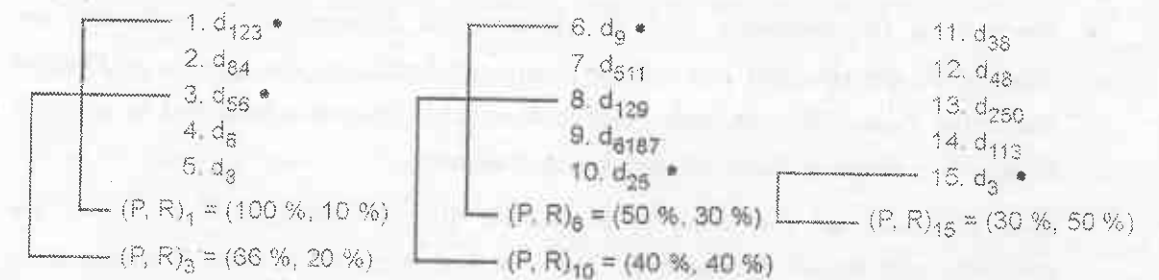 1. d123 •
2. d84
3. d56 •
4. d6
5. d8
(P, R)1 = (100 %, 10 %)
(P, R)3 = (66 %, 20 %)
6. d9 •
7. d511
8. d129
9. d6187
10. d25 •
(P, R)6 = (50 %, 30 %)
(P, R)10 = (40 %, 40 %)
11. d38
12. d48
13. d250
14. d113
15. d3 •
(P, R)15 = (30 %, 50 %)